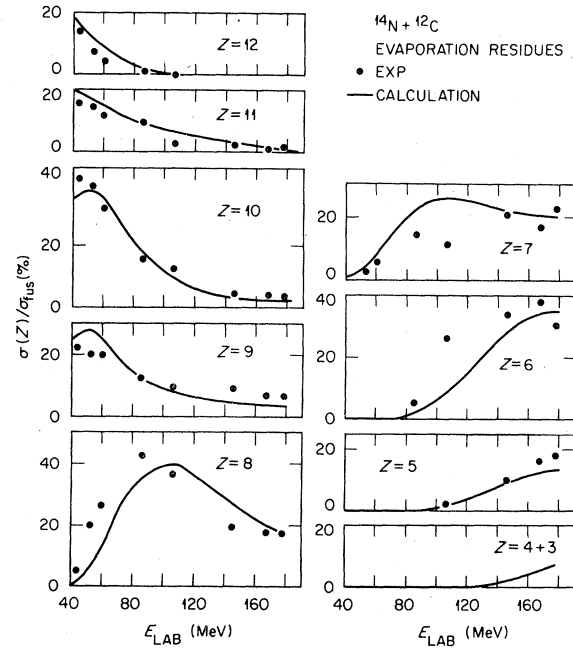 ¹⁴N + ¹²C
EVAPORATION RESIDUES
● EXP
— CALCULATION
σ(Z)/σfus(%)
20
0
Z=12
20
0
Z=11
40
20
0
Z=10
20
0
Z=9
40
20
0
Z=8
40 80 120 160
E LAB (MeV)
20
0
Z=7
40
20
0
Z=6
20
0
Z=5
20
0
Z=4+3
40 80 120 160
E LAB (MeV)